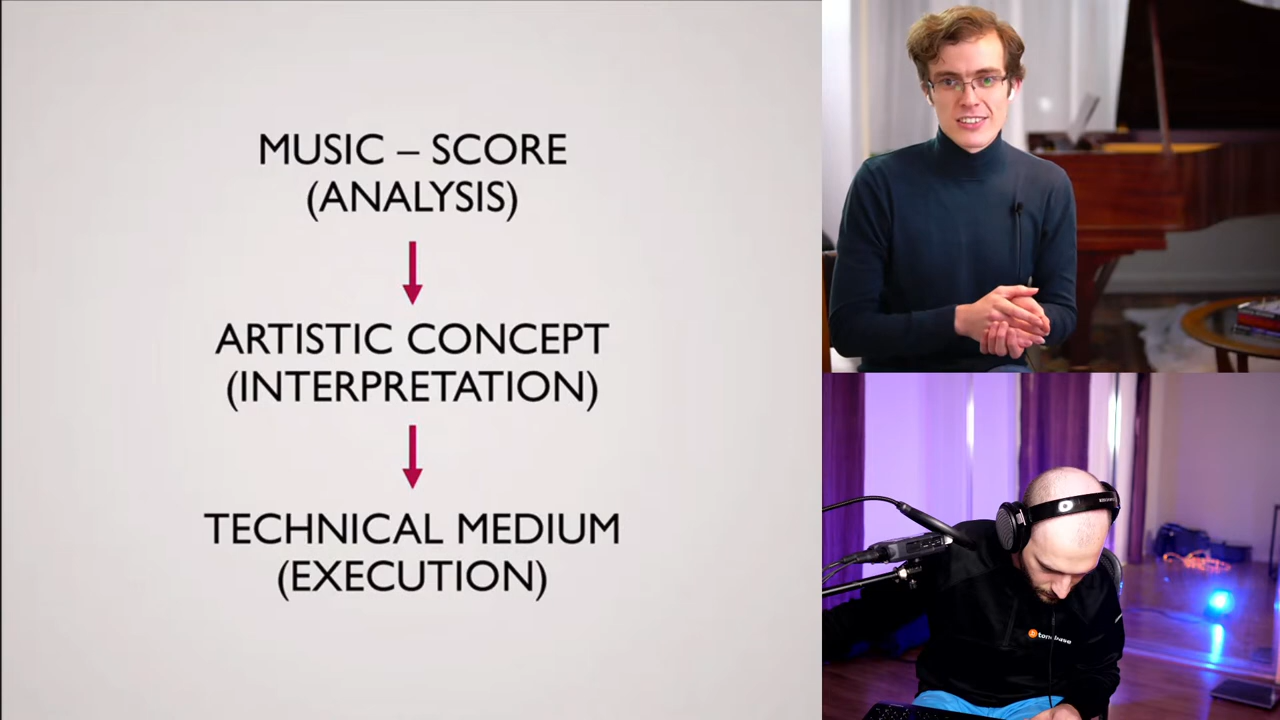 MUSIC – SCORE
(ANALYSIS)
ARTISTIC CONCEPT
(INTERPRETATION)
TECHNICAL MEDIUM
(EXECUTION)